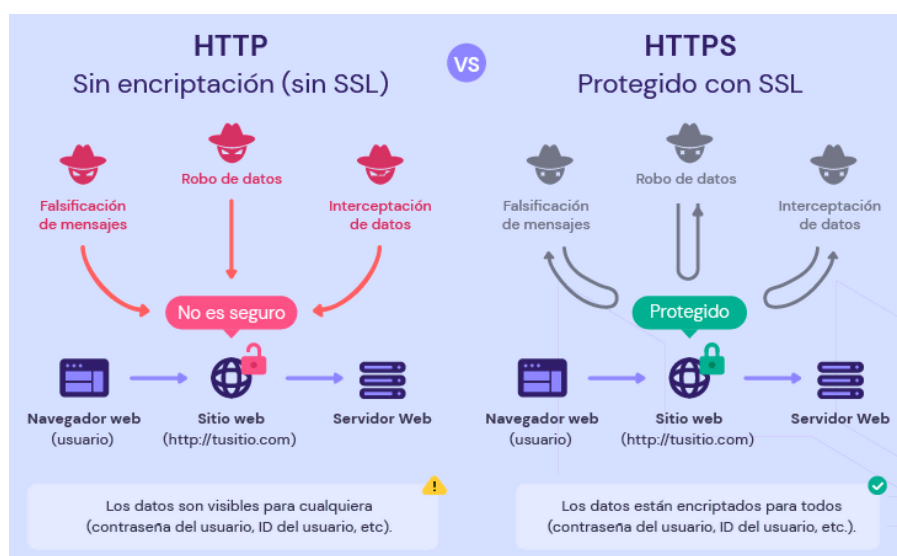 HTTP
Sin encriptación (sin SSL)
Robo de datos
Falsificación
de mensajes
Interceptación
de datos
No es seguro
Navegador web
(usuario)
Sitio web
(http://tusitio.com)
Servidor Web
!
Los datos son visibles para cualquiera
(contraseña del usuario, ID del usuario, etc).
VS
HTTPS
Protegido con SSL
Robo de datos
Falsificación
de mensajes
Interceptación
de datos
Protegido
Navegador web
(usuario)
Sitio web
(http://tusitio.com)
Servidor Web
Los datos están encriptados para todos
(contraseña del usuario, ID del usuario, etc.).